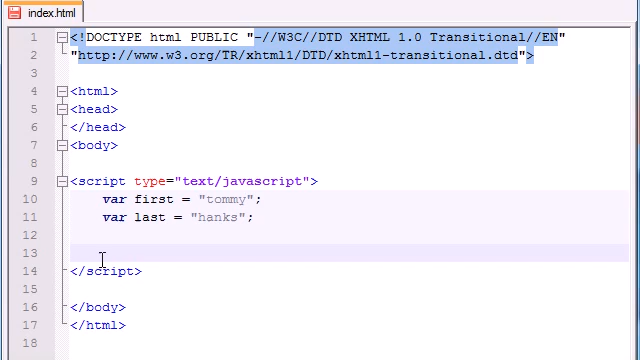 index.html
1 <!DOCTYPE html PUBLIC "-//W3C//DTD XHTML 1.0 Transitional//EN"
2 "http://www.w3.org/TR/xhtml1/DTD/xhtml1-transitional.dtd">
3
4 <html>
5 <head>
6 </head>
7 <body>
8
9 <script type="text/javascript">
10 var first = "tommy";
11 var last = "hanks";
12
13
14 </script>
15
16 </body>
17 </html>
18